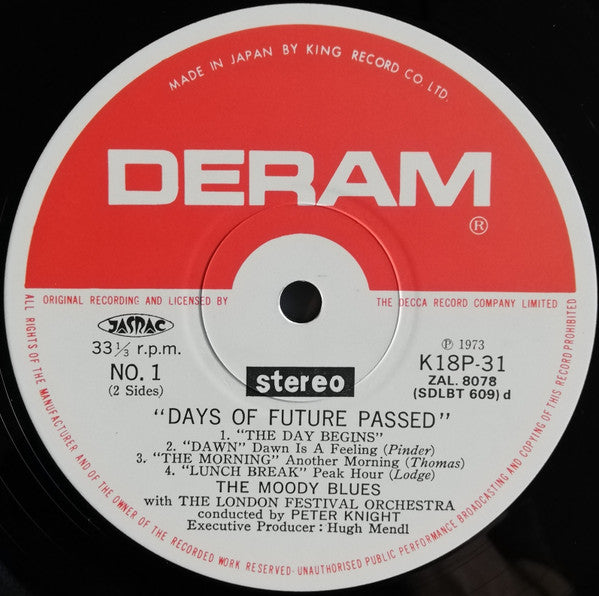 MADE IN JAPAN BY KING RECORD CO. LTD.
DERAM
®
ORIGINAL RECORDING AND LICENSED BY THE DECCA RECORD COMPANY LIMITED
JASRAC
33 1/3 r.p.m.
NO. 1
(2 Sides)
stereo
℗ 1973
K18P-31
ZAL. 8078
(SDLBT 609) d
"DAYS OF FUTURE PASSED"
1. "THE DAY BEGINS"
2. "DAWN" Dawn Is A Feeling (Pinder)
3. "THE MORNING" Another Morning (Thomas)
4. "LUNCH BREAK" Peak Hour (Lodge)
THE MOODY BLUES
with THE LONDON FESTIVAL ORCHESTRA
conducted by PETER KNIGHT
Executive Producer : Hugh Mendl
ALL RIGHTS OF THE MANUFACTURER AND OF THE OWNER OF THE RECORDED WORK RESERVED·UNAUTHORISED PUBLIC PERFORMANCE BROADCASTING AND COPYING OF THIS RECORD PROHIBITED